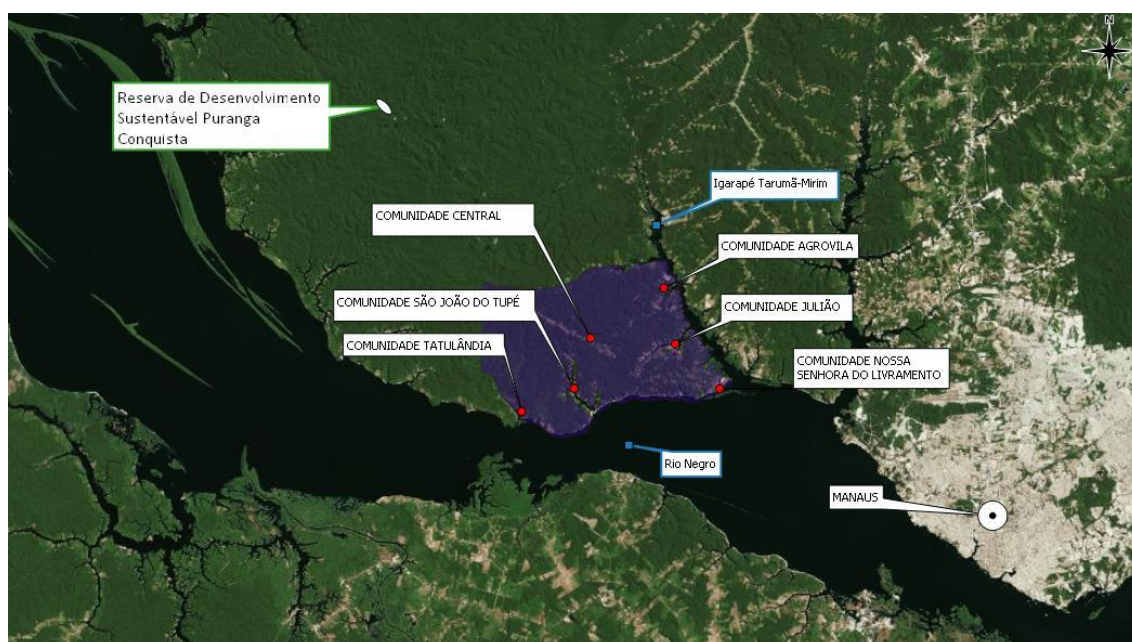 N
Reserva de Desenvolvimento
Sustentável Puranga
Conquista
Igarapé Tarumã-Mirim
COMUNIDADE CENTRAL
COMUNIDADE AGROVILA
COMUNIDADE SÃO JOÃO DO TUPÉ
COMUNIDADE JULIÃO
COMUNIDADE TATULÂNDIA
COMUNIDADE NOSSA
SENHORA DO LIVRAMENTO
Rio Negro
MANAUS